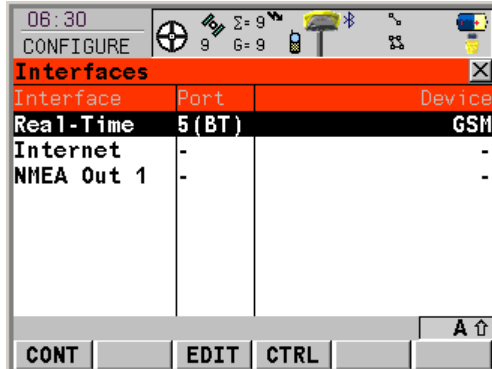 06:30
CONFIGURE
Σ= 9
9 G= 9
Interfaces
Interface Port Device
Real-Time 5(BT) GSM
Internet - -
NMEA Out 1 - -
A ⇧
CONT EDIT CTRL